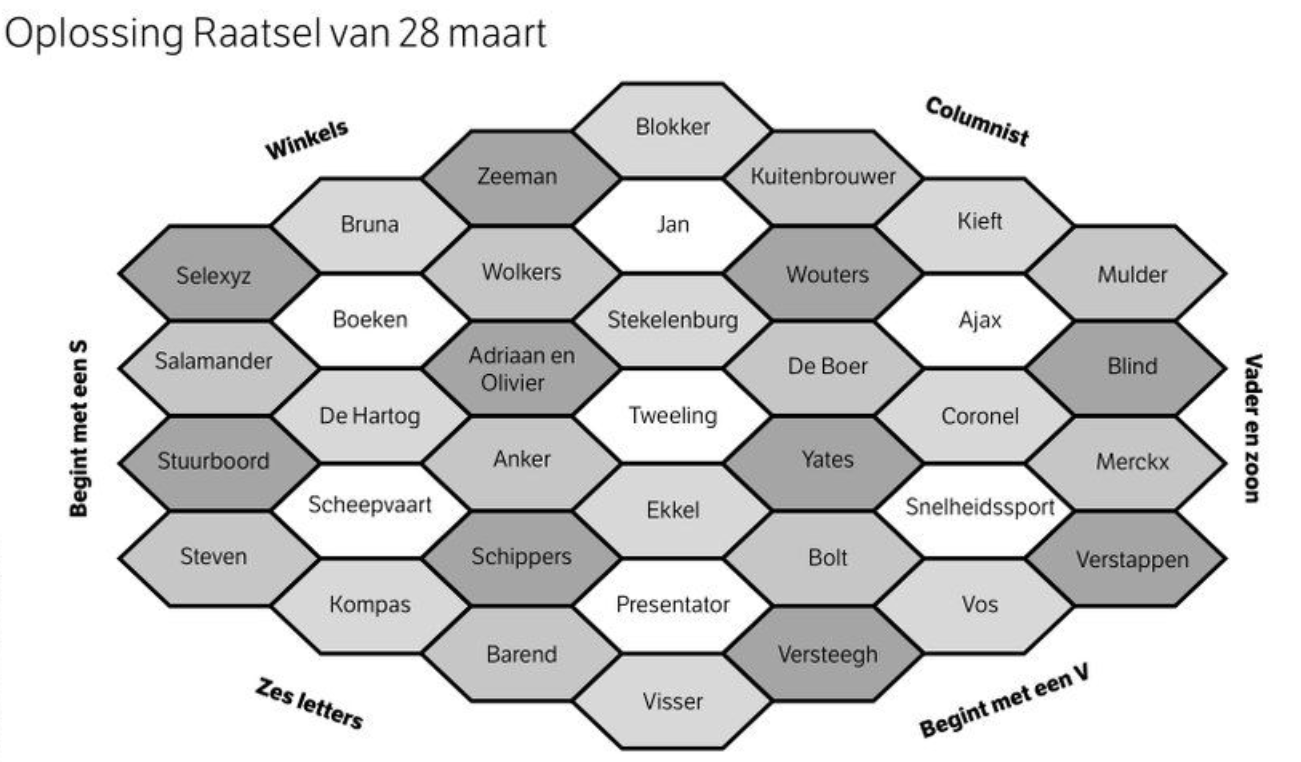 Oplossing Raatsel van 28 maart
Winkels
Columnist
Blokker
Zeeman
Kuitenbrouwer
Bruna
Jan
Kieft
Selexyz
Wolkers
Wouters
Mulder
Boeken
Stekelenburg
Ajax
Salamander
Adriaan en
Olivier
De Boer
Blind
De Hartog
Tweeling
Coronel
Begint met een S
Vader en zoon
Stuurboord
Anker
Yates
Merckx
Scheepvaart
Ekkel
Snelheidssport
Steven
Schippers
Bolt
Verstappen
Kompas
Presentator
Vos
Barend
Versteegh
Visser
Zes letters
Begint met een V